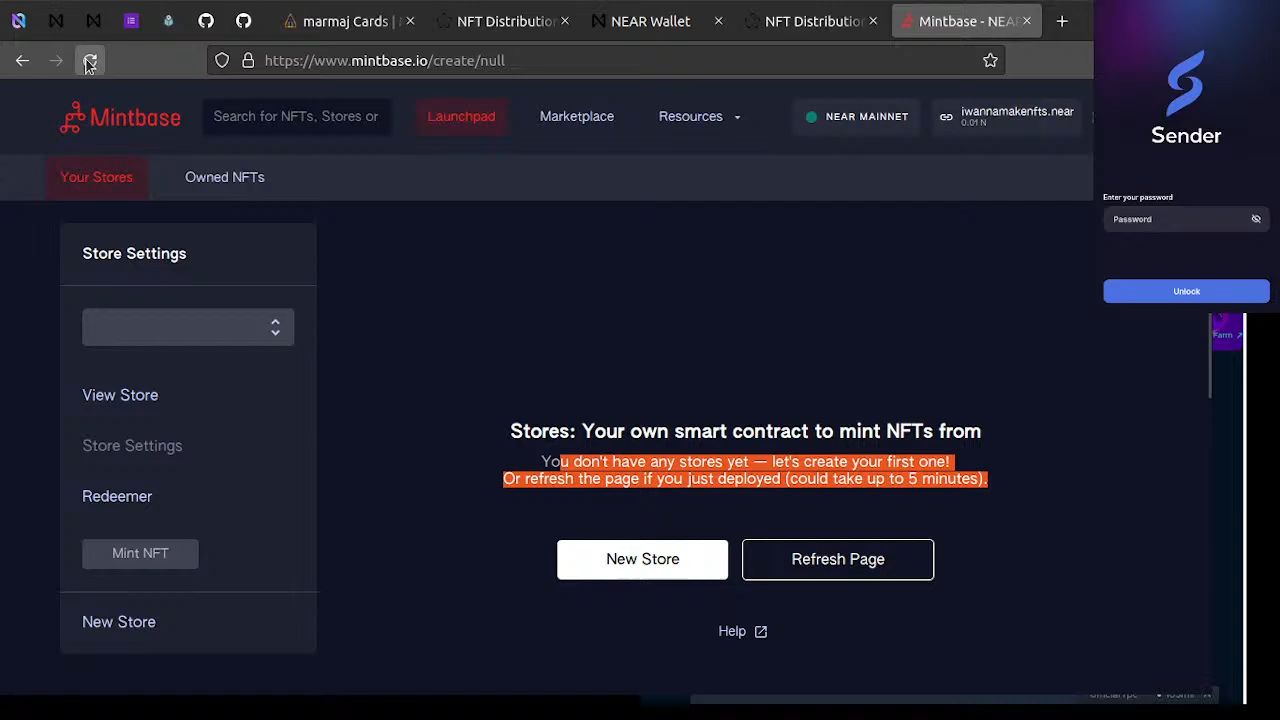 marmaj Cards |
NFT Distribution
NEAR Wallet
NFT Distribution
Mintbase - NEA
https://www.mintbase.io/create/null
Mintbase
Search for NFTs, Stores or
Launchpad
Marketplace
Resources
NEAR MAINNET
iwannamakenfts.near
0.01 N
Your Stores
Owned NFTs
Store Settings
View Store
Store Settings
Redeemer
Mint NFT
New Store
Stores: Your own smart contract to mint NFTs from
You don't have any stores yet — let's create your first one!
Or refresh the page if you just deployed (could take up to 5 minutes).
New Store
Refresh Page
Help
Sender
Enter your password
Password
Unlock
Farm